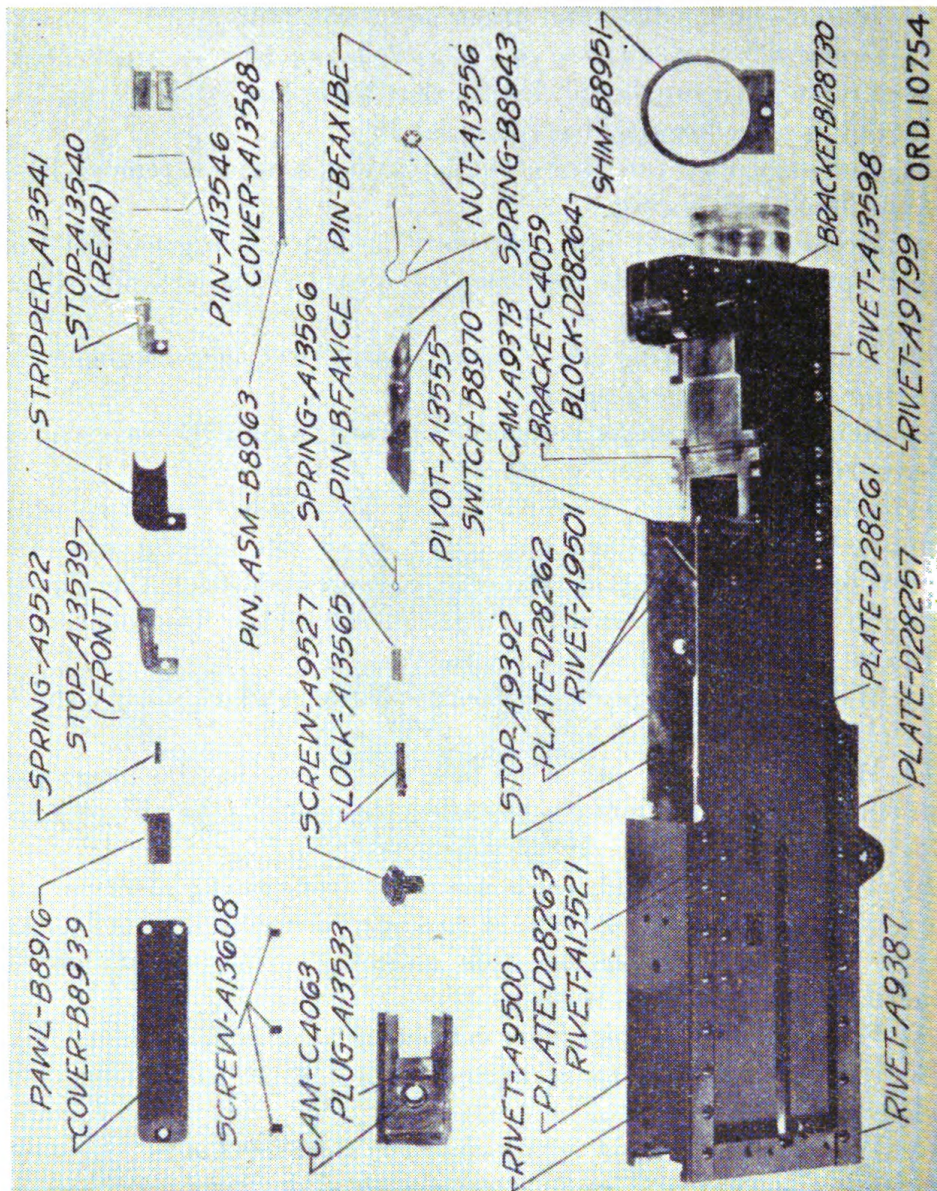 PAWL-B8916
COVER-B8939
SPRING-A9522
STOP-A13539
(FRONT)
STRIPPER-A13541
STOP-A13540
(REAR)
PIN-A13546
COVER-A13588
SCREW-A13608
PIN, ASM-B8963
CAM-C4063
PLUG-A13533
SCREW-A9527
LOCK-A13565
SPRING-A13566
PIN-BFAX1CE
PIN-BFAX1BE
PIVOT-A13555
SWITCH-B8970
NUT-A13556
SPRING-B8943
RIVET-A9500
PLATE-D28263
RIVET-A13521
STOP-A9392
PLATE-D28262
RIVET-A9501
CAM-A9373
BRACKET-C4059
BLOCK-D28264
SHIM-B8951
BRACKET-B128730
RIVET-A9387
PLATE-D28257
PLATE-D28261
RIVET-A9799
RIVET-A13598
ORD. 10754